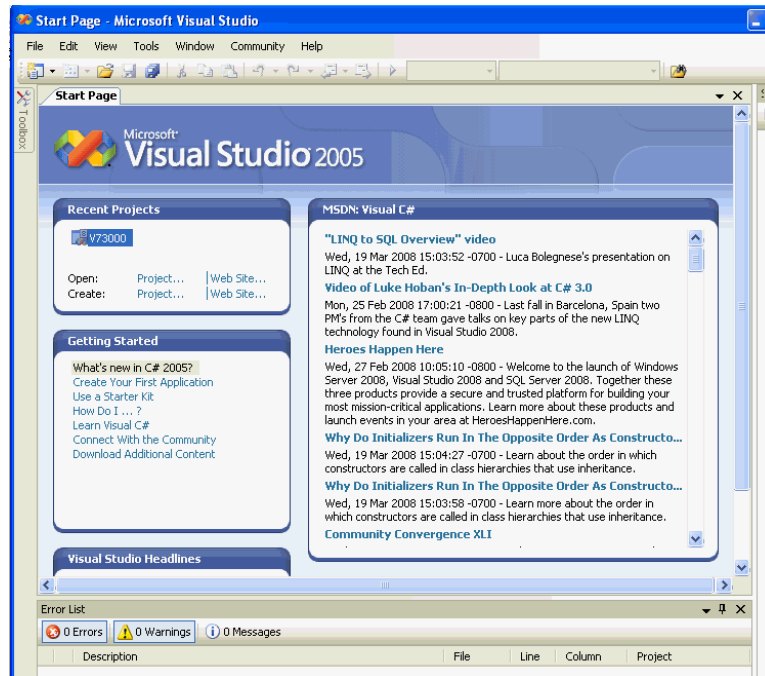 Start Page - Microsoft Visual Studio
File Edit View Tools Window Community Help
Toolbox
Start Page
Microsoft
Visual Studio 2005
Recent Projects
V73000
Open: Project... Web Site...
Create: Project... Web Site...
Getting Started
What's new in C# 2005?
Create Your First Application
Use a Starter Kit
How Do I ... ?
Learn Visual C#
Connect With the Community
Download Additional Content
Visual Studio Headlines
MSDN: Visual C#
"LINQ to SQL Overview" video
Wed, 19 Mar 2008 15:03:52 -0700 - Luca Bolegnese's presentation on
LINQ at the Tech Ed.
Video of Luke Hoban's In-Depth Look at C# 3.0
Mon, 25 Feb 2008 17:00:21 -0800 - Last fall in Barcelona, Spain two
PM's from the C# team gave talks on key parts of the new LINQ
technology found in Visual Studio 2008.
Heroes Happen Here
Wed, 27 Feb 2008 10:05:10 -0800 - Welcome to the launch of Windows
Server 2008, Visual Studio 2008 and SQL Server 2008. Together these
three products provide a secure and trusted platform for building your
most mission-critical applications. Learn more about these products and
launch events in your area at HeroesHappenHere.com.
Why Do Initializers Run In The Opposite Order As Constructo...
Wed, 19 Mar 2008 15:04:27 -0700 - Learn about the order in which
constructors are called in class hierarchies that use inheritance.
Why Do Initializers Run In The Opposite Order As Constructo...
Wed, 19 Mar 2008 15:03:58 -0700 - Learn more about the order in
which constructors are called in class hierarchies that use inheritance.
Community Convergence XLI
Error List
0 Errors 0 Warnings 0 Messages
Description File Line Column Project